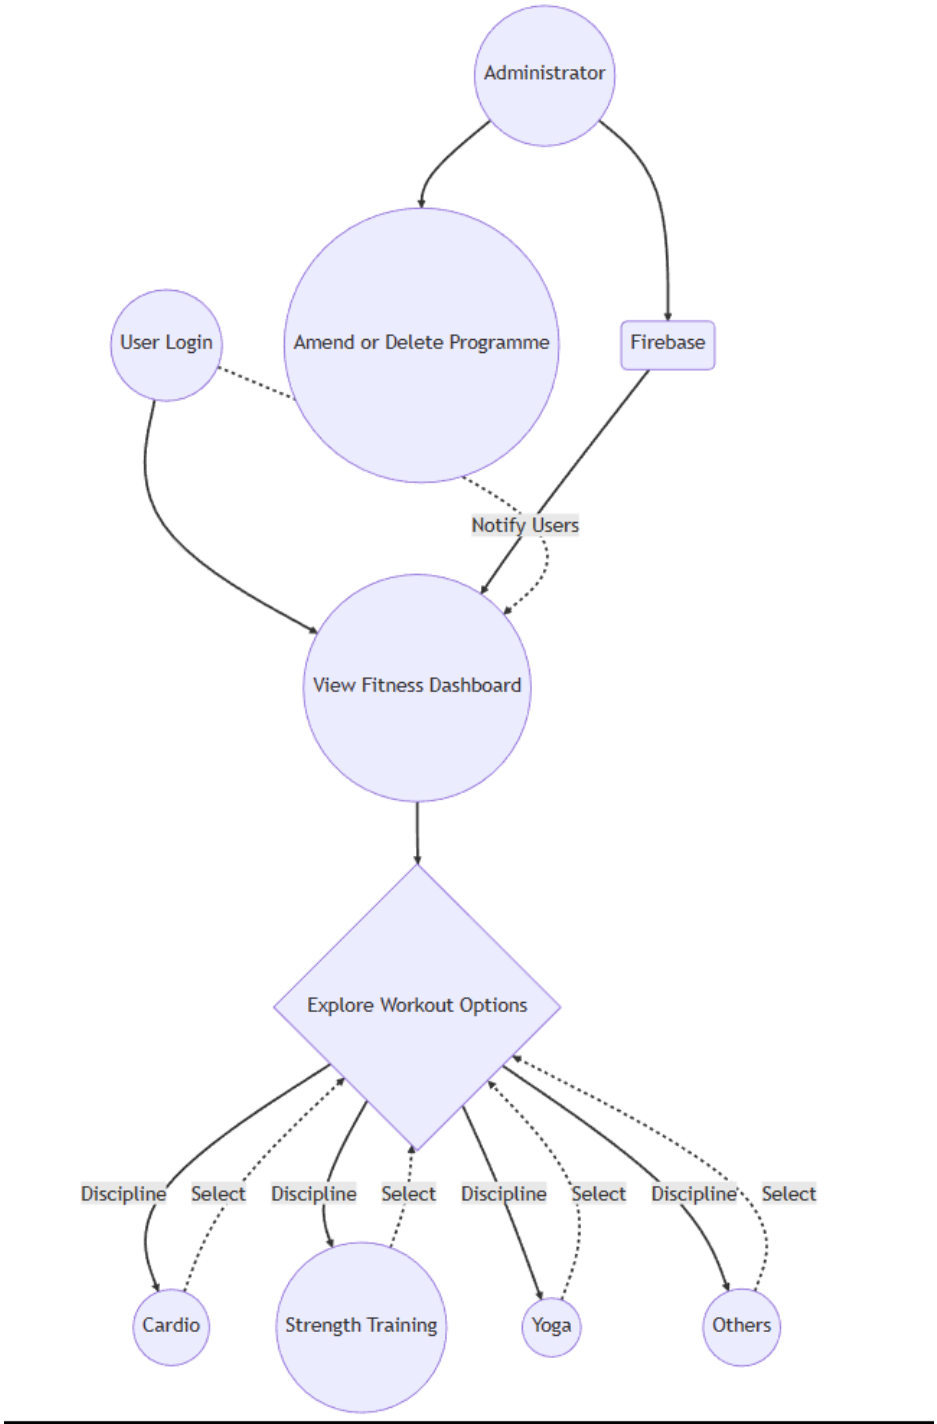 Administrator
User Login
Amend or Delete Programme
Firebase
Notify Users
View Fitness Dashboard
Explore Workout Options
Discipline
Select
Discipline
Select
Discipline
Select
Discipline
Select
Cardio
Strength Training
Yoga
Others